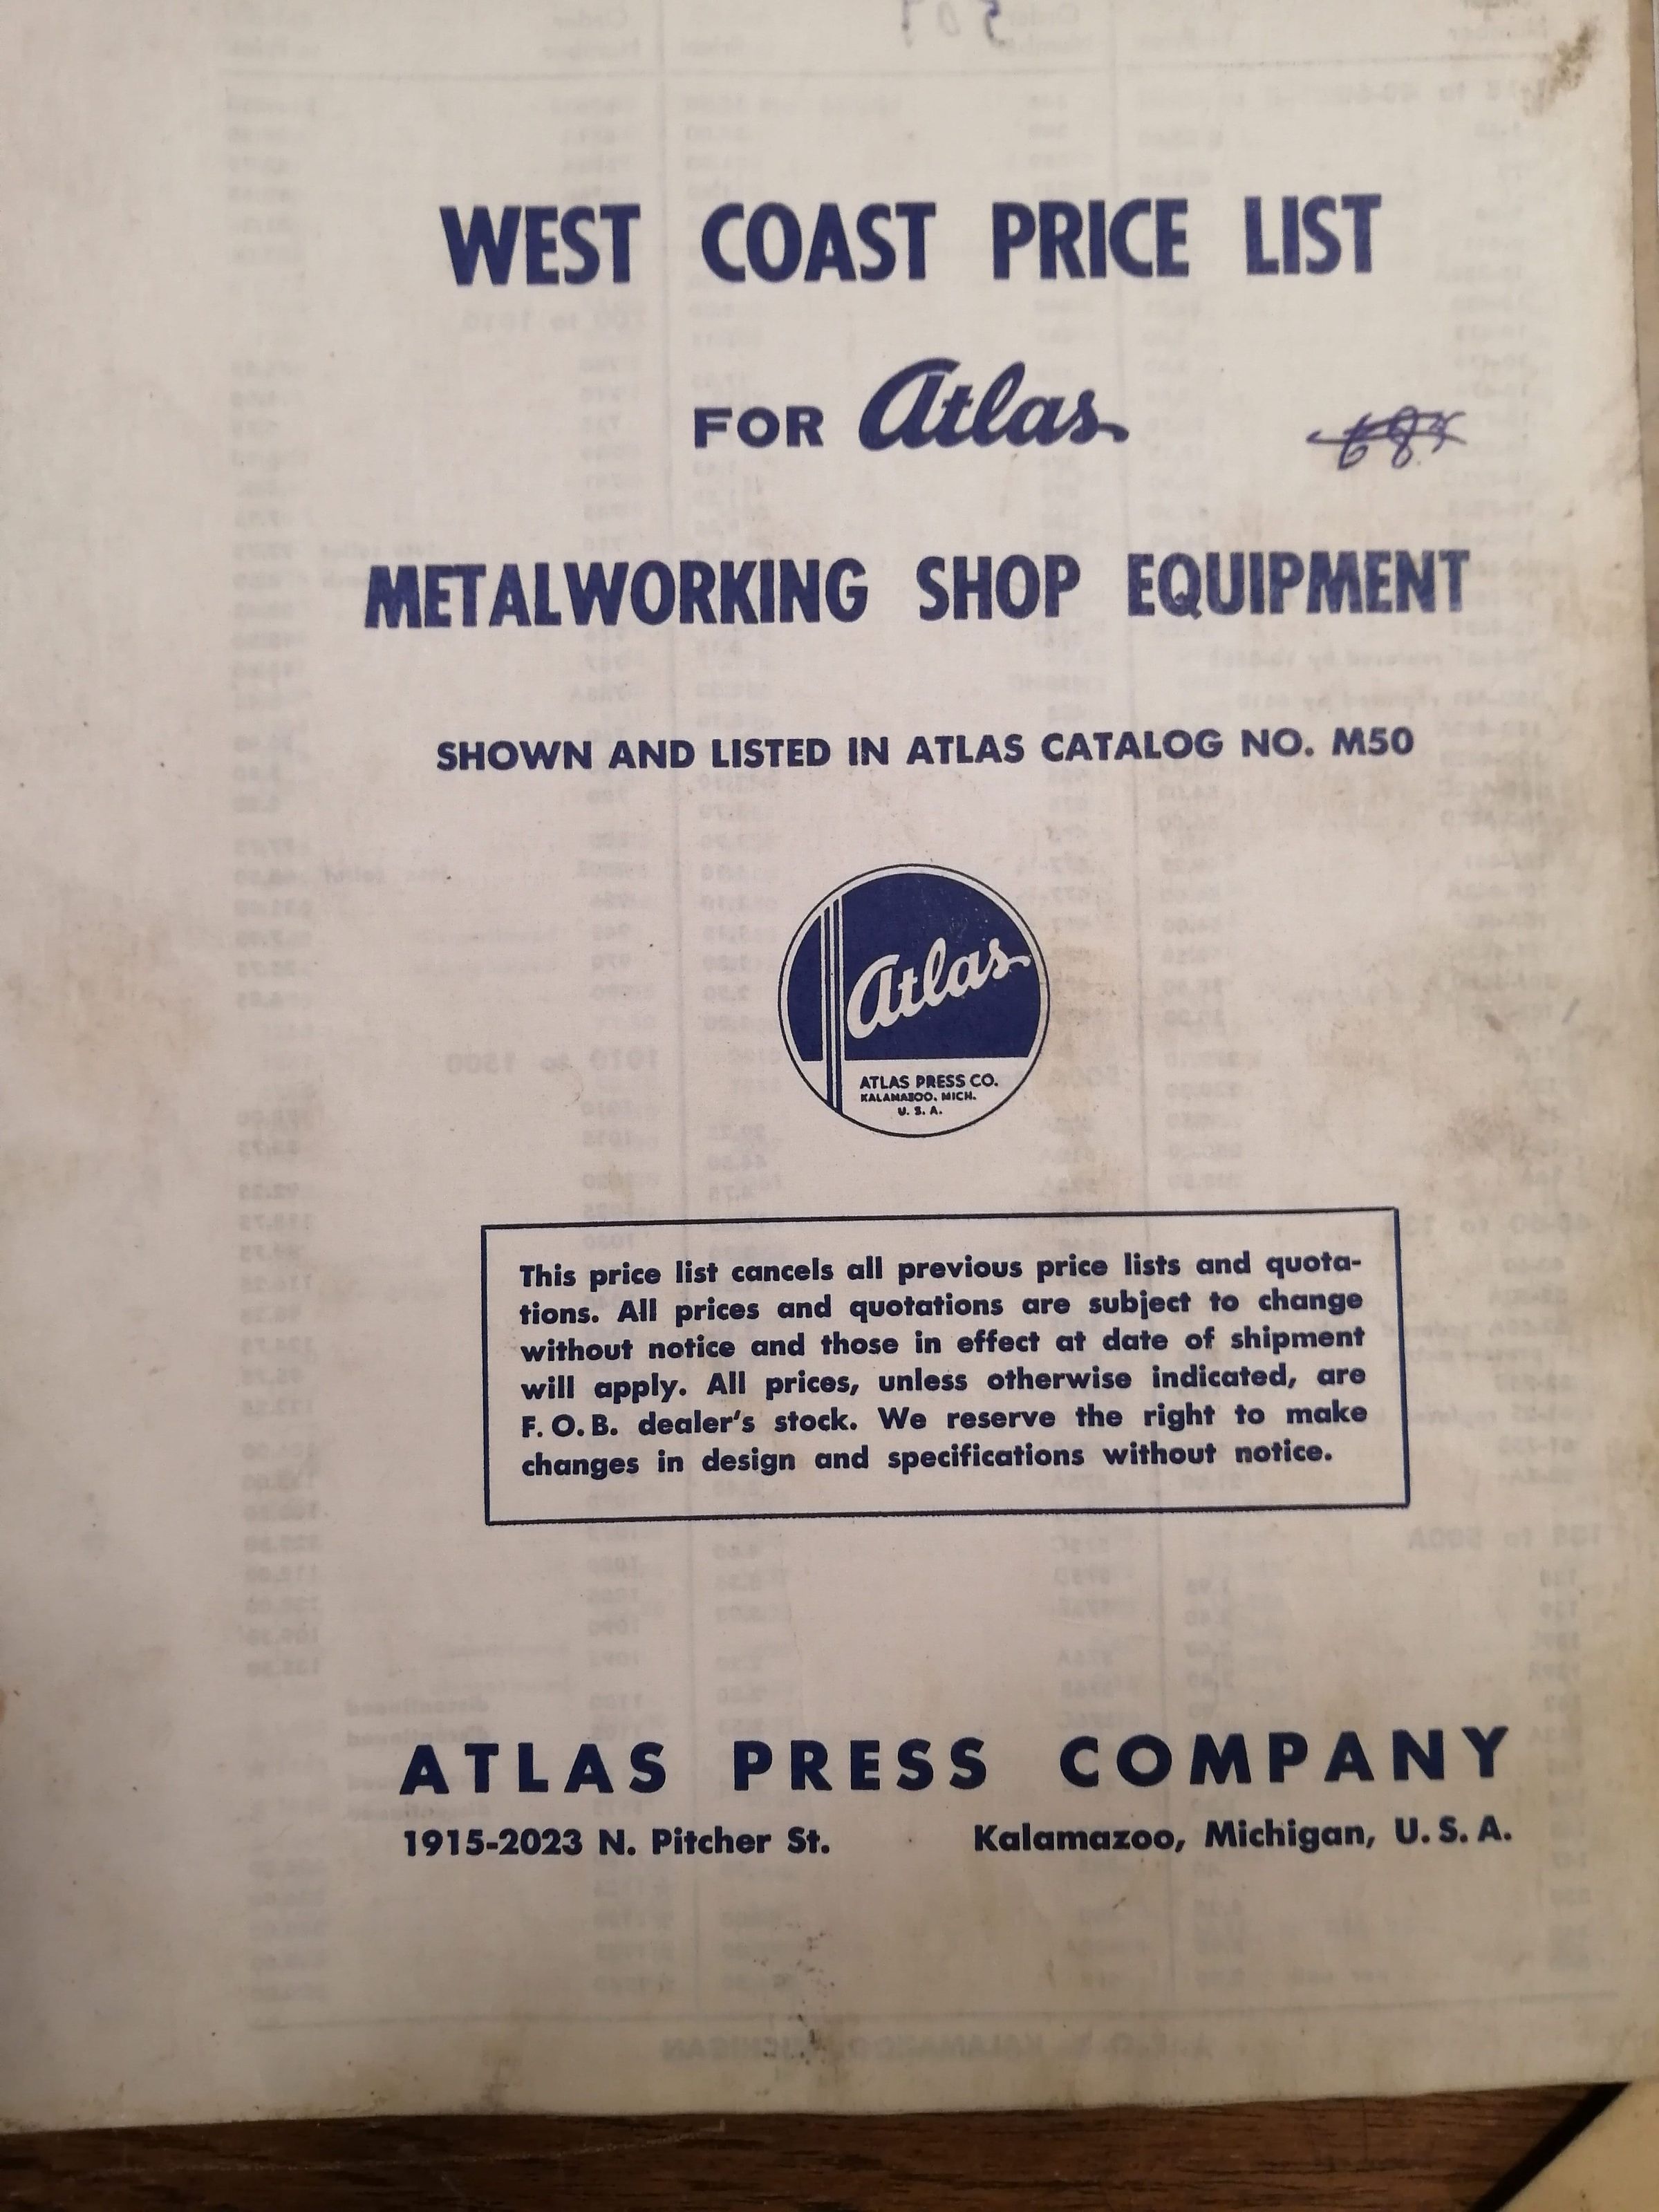 WEST COAST PRICE LIST
FOR Atlas
METALWORKING SHOP EQUIPMENT
SHOWN AND LISTED IN ATLAS CATALOG NO. M50
Atlas
ATLAS PRESS CO.
KALAMAZOO. MICH.
U. S. A.
This price list cancels all previous price lists and quota-
tions. All prices and quotations are subject to change
without notice and those in effect at date of shipment
will apply. All prices, unless otherwise indicated, are
F. O. B. dealer's stock. We reserve the right to make
changes in design and specifications without notice.
ATLAS PRESS COMPANY
1915-2023 N. Pitcher St. Kalamazoo, Michigan, U. S. A.